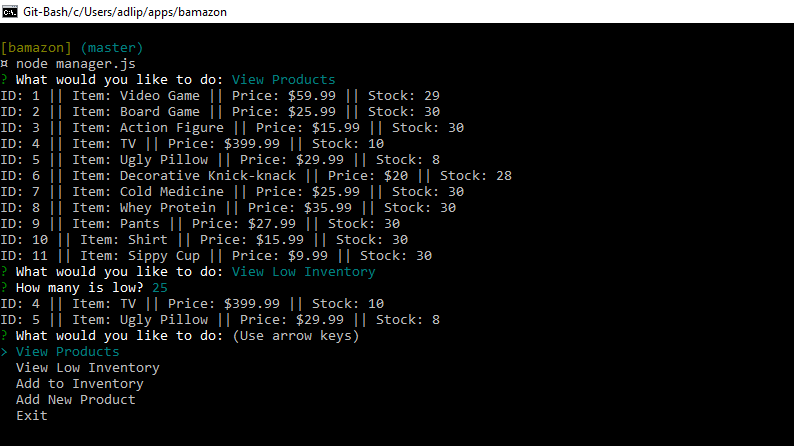 Git-Bash/c/Users/adlip/apps/bamazon
[bamazon] (master)
¤ node manager.js
? What would you like to do: View Products
ID: 1 || Item: Video Game || Price: $59.99 || Stock: 29
ID: 2 || Item: Board Game || Price: $25.99 || Stock: 30
ID: 3 || Item: Action Figure || Price: $15.99 || Stock: 30
ID: 4 || Item: TV || Price: $399.99 || Stock: 10
ID: 5 || Item: Ugly Pillow || Price: $29.99 || Stock: 8
ID: 6 || Item: Decorative Knick-knack || Price: $20 || Stock: 28
ID: 7 || Item: Cold Medicine || Price: $25.99 || Stock: 30
ID: 8 || Item: Whey Protein || Price: $35.99 || Stock: 30
ID: 9 || Item: Pants || Price: $27.99 || Stock: 30
ID: 10 || Item: Shirt || Price: $15.99 || Stock: 30
ID: 11 || Item: Sippy Cup || Price: $9.99 || Stock: 30
? What would you like to do: View Low Inventory
? How many is low? 25
ID: 4 || Item: TV || Price: $399.99 || Stock: 10
ID: 5 || Item: Ugly Pillow || Price: $29.99 || Stock: 8
? What would you like to do: (Use arrow keys)
> View Products
View Low Inventory
Add to Inventory
Add New Product
Exit